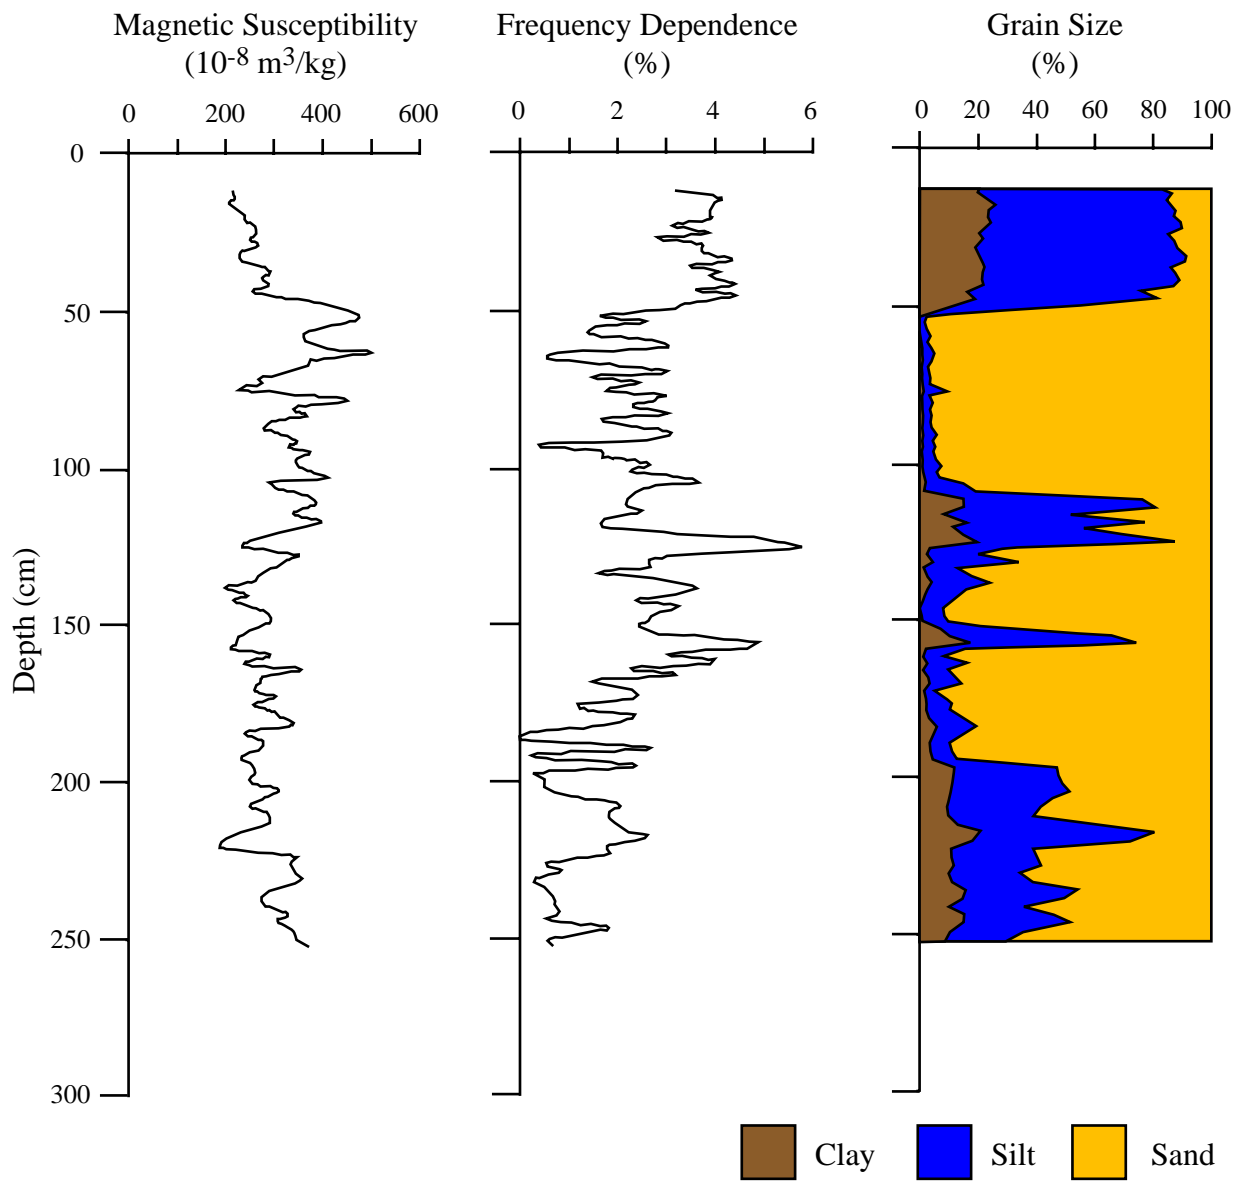 Magnetic Susceptibility
(10-8 m3/kg)
Frequency Dependence
(%)
Grain Size
(%)
0 200 400 600
0 2 4 6
0 20 40 60 80 100
0
50
100
150
200
250
300
Depth (cm)
Clay Silt Sand